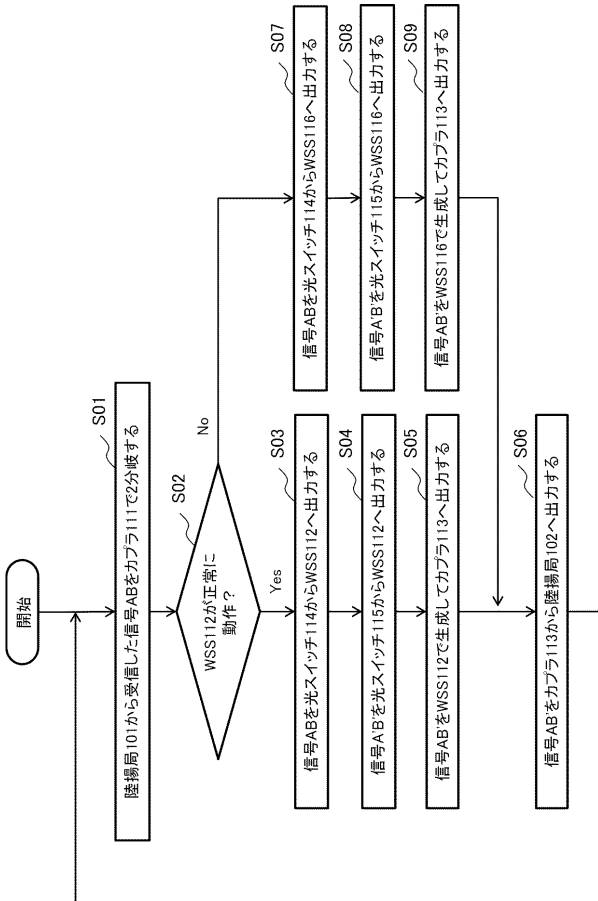 開始
S01
陸揚局101から受信した信号ABをカプラ111で2分岐する
S02
WSS112が正常に
動作?
Yes
No
S03
信号ABを光スイッチ114からWSS112へ出力する
S04
信号A'B'を光スイッチ115からWSS112へ出力する
S05
信号AB'をWSS112で生成してカプラ113へ出力する
S07
信号ABを光スイッチ114からWSS116へ出力する
S08
信号A'B'を光スイッチ115からWSS116へ出力する
S09
信号AB'をWSS116で生成してカプラ113へ出力する
S06
信号AB'をカプラ113から陸揚局102へ出力する